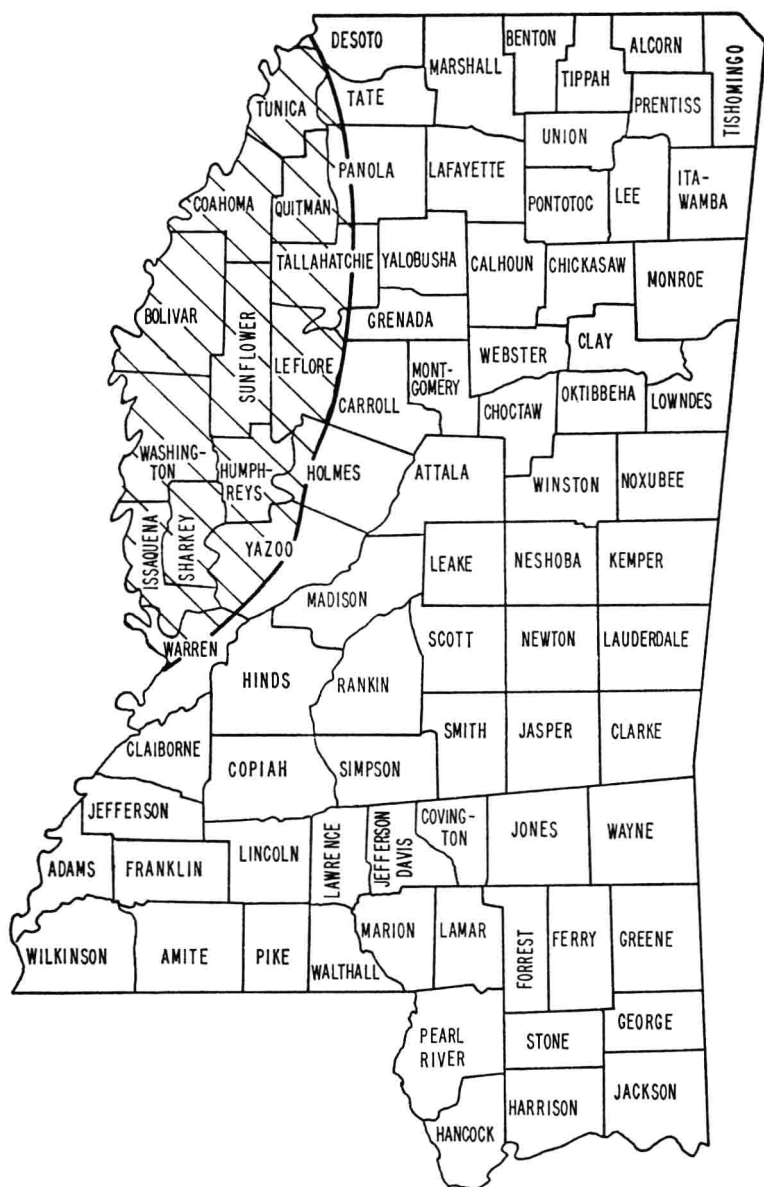 DESOTO
BENTON
ALCORN
MARSHALL
TIPPAH
TISHOMINGO
TUNICA
TATE
PRENTISS
UNION
PANOLA
LAFAYETTE
ITA-
WAMBA
COAHOMA
QUITMAN
PONTOTOC
LEE
TALLAHATCHIE
YALOBUSHA
CALHOUN
CHICKASAW
MONROE
BOLIVAR
SUNFLOWER
GRENADA
LEFLORE
WEBSTER
CLAY
MONT-
GOMERY
CARROLL
CHOCTAW
OKTIBBEHA
LOWNDES
WASHING-
TON
HUMPH-
REYS
HOLMES
ATTALA
WINSTON
NOXUBEE
ISSAQUENA
SHARKEY
YAZOO
LEAKE
NESHOBA
KEMPER
MADISON
WARREN
SCOTT
NEWTON
LAUDERDALE
HINDS
RANKIN
SMITH
JASPER
CLARKE
CLAIBORNE
COPIAH
SIMPSON
JEFFERSON
LINCOLN
LAWRENCE
JEFFERSON
DAVIS
COVING-
TON
JONES
WAYNE
ADAMS
FRANKLIN
WILKINSON
AMITE
PIKE
WALTHALL
MARION
LAMAR
FORREST
FERRY
GREENE
PEARL
RIVER
STONE
GEORGE
HANCOCK
HARRISON
JACKSON